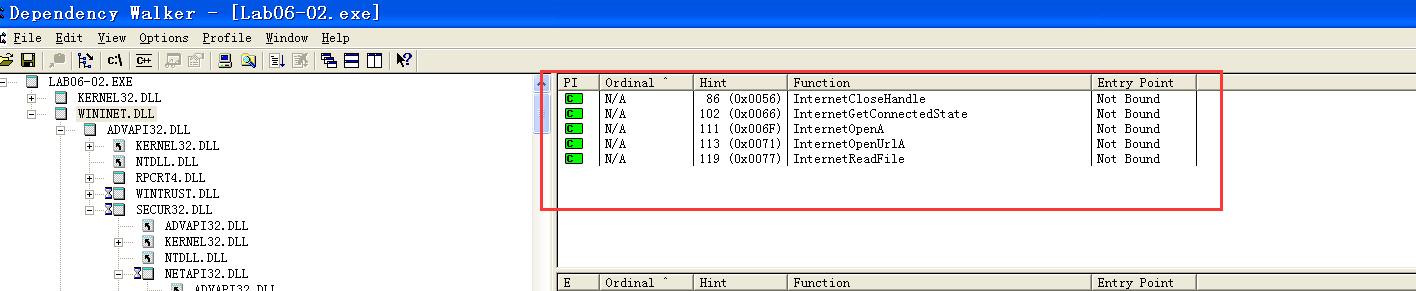 Dependency Walker - [Lab06-02.exe]
File Edit View Options Profile Window Help
C:\ C++
LAB06-02.EXE
KERNEL32.DLL
WININET.DLL
ADVAPI32.DLL
KERNEL32.DLL
NTDLL.DLL
RPCRT4.DLL
WINTRUST.DLL
SECUR32.DLL
ADVAPI32.DLL
KERNEL32.DLL
NTDLL.DLL
NETAPI32.DLL
ADVAPI32.DLL
PI Ordinal ^ Hint Function Entry Point
C N/A 86 (0x0056) InternetCloseHandle Not Bound
C N/A 102 (0x0066) InternetGetConnectedState Not Bound
C N/A 111 (0x006F) InternetOpenA Not Bound
C N/A 113 (0x0071) InternetOpenUrlA Not Bound
C N/A 119 (0x0077) InternetReadFile Not Bound
E Ordinal ^ Hint Function Entry Point